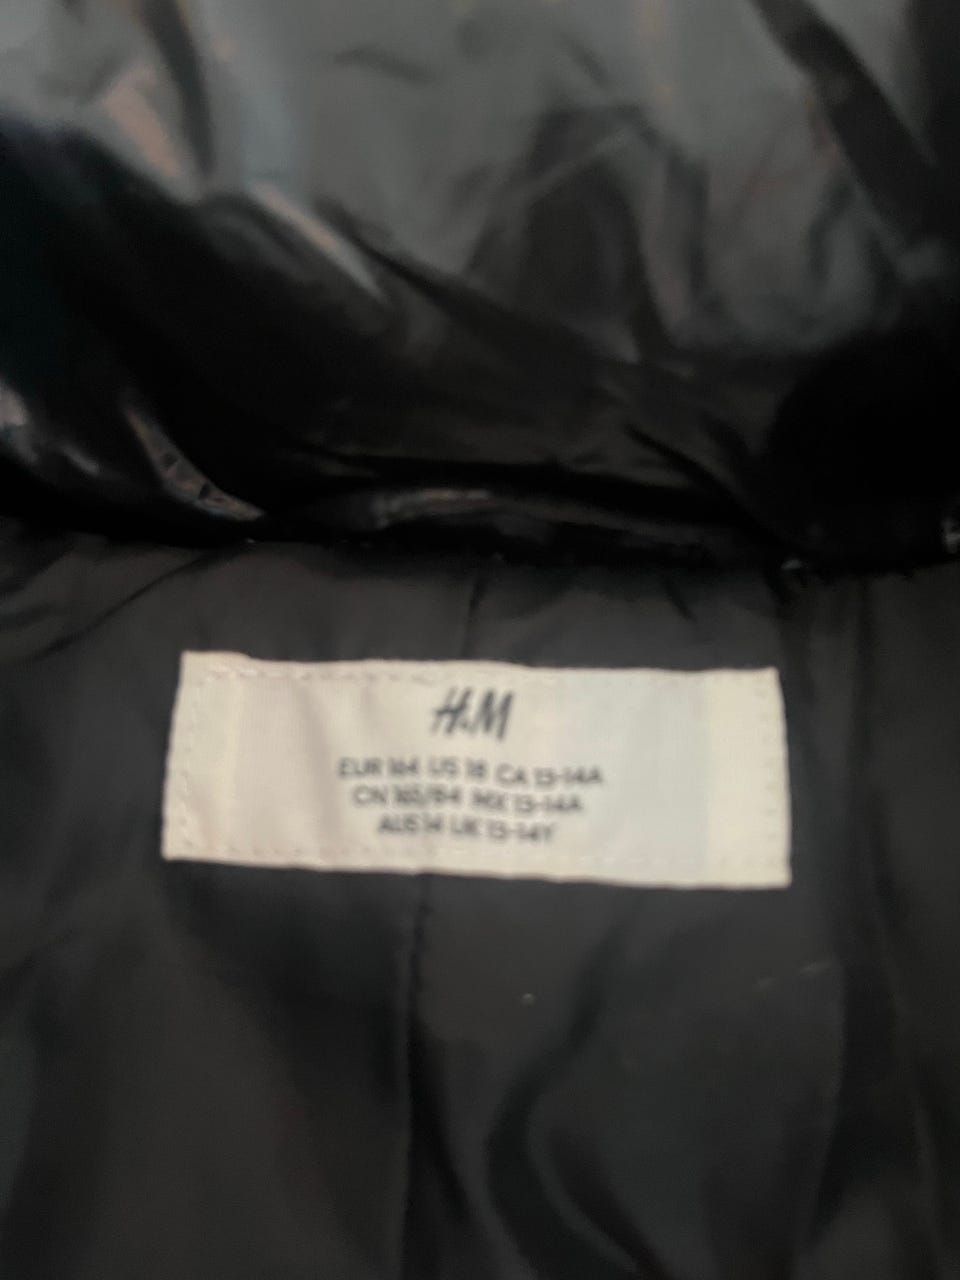 H&M
EUR 164 US 18 CA 13-14A
CN 165/84 MX 13-14A
AUS 14 UK 13-14Y